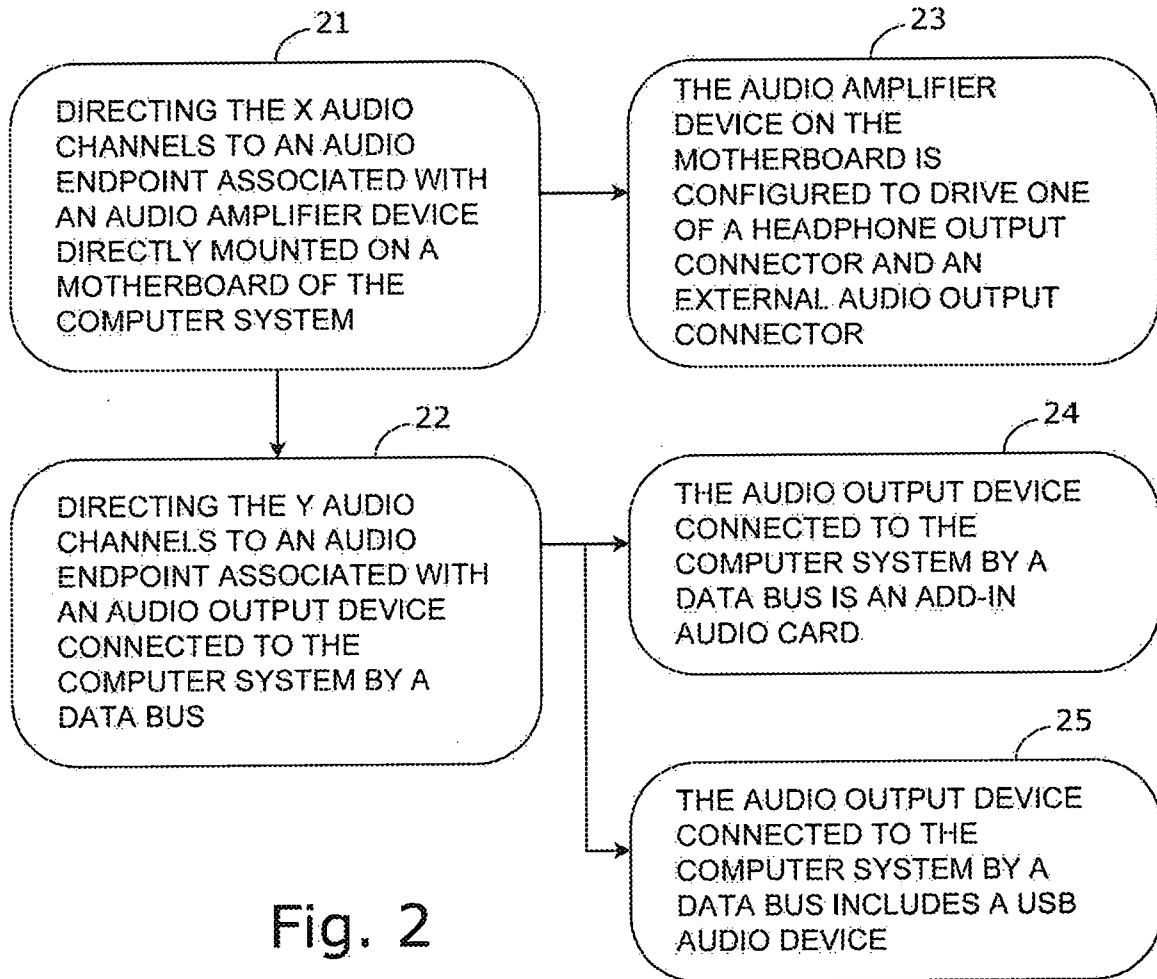 21
DIRECTING THE X AUDIO
CHANNELS TO AN AUDIO
ENDPOINT ASSOCIATED WITH
AN AUDIO AMPLIFIER DEVICE
DIRECTLY MOUNTED ON A
MOTHERBOARD OF THE
COMPUTER SYSTEM
23
THE AUDIO AMPLIFIER
DEVICE ON THE
MOTHERBOARD IS
CONFIGURED TO DRIVE ONE
OF A HEADPHONE OUTPUT
CONNECTOR AND AN
EXTERNAL AUDIO OUTPUT
CONNECTOR
22
DIRECTING THE Y AUDIO
CHANNELS TO AN AUDIO
ENDPOINT ASSOCIATED WITH
AN AUDIO OUTPUT DEVICE
CONNECTED TO THE
COMPUTER SYSTEM BY A
DATA BUS
24
THE AUDIO OUTPUT DEVICE
CONNECTED TO THE
COMPUTER SYSTEM BY A
DATA BUS IS AN ADD-IN
AUDIO CARD.
25
THE AUDIO OUTPUT DEVICE
CONNECTED TO THE
COMPUTER SYSTEM BY A
DATA BUS INCLUDES A USB
AUDIO DEVICE
Fig. 2